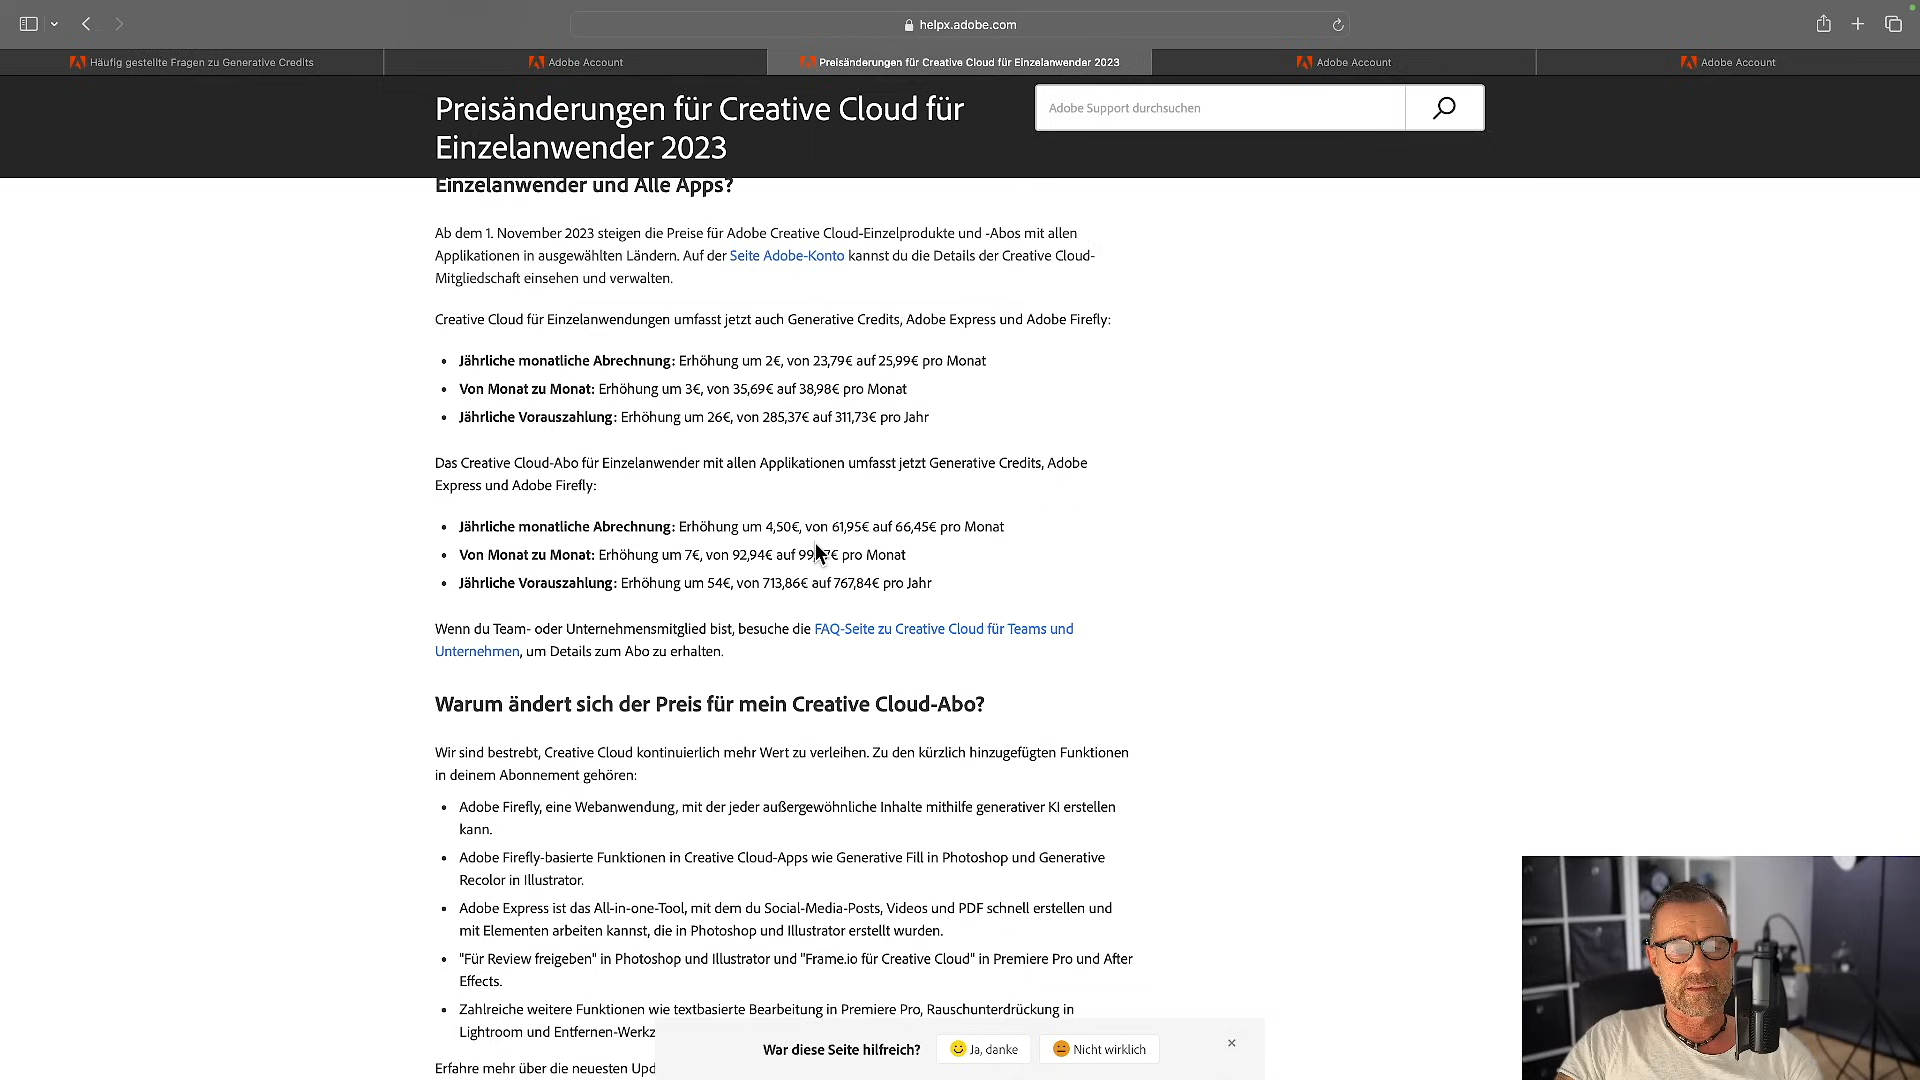 helpx.adobe.com
Häufig gestellte Fragen zu Generative Credits
Adobe Account
Preisänderungen für Creative Cloud für Einzelanwender 2023
Adobe Account
Adobe Account
Preisänderungen für Creative Cloud für
Einzelanwender 2023
Adobe Support durchsuchen
Einzelanwender und Alle Apps?
Ab dem 1. November 2023 steigen die Preise für Adobe Creative Cloud-Einzelprodukte und -Abos mit allen
Applikationen in ausgewählten Ländern. Auf der Seite Adobe-Konto kannst du die Details der Creative Cloud-
Mitgliedschaft einsehen und verwalten.
Creative Cloud für Einzelanwendungen umfasst jetzt auch Generative Credits, Adobe Express und Adobe Firefly:
• Jährliche monatliche Abrechnung: Erhöhung um 2€, von 23,79€ auf 25,99€ pro Monat
• Von Monat zu Monat: Erhöhung um 3€, von 35,69€ auf 38,98€ pro Monat
• Jährliche Vorauszahlung: Erhöhung um 26€, von 285,37€ auf 311,73€ pro Jahr
Das Creative Cloud-Abo für Einzelanwender mit allen Applikationen umfasst jetzt Generative Credits, Adobe
Express und Adobe Firefly:
• Jährliche monatliche Abrechnung: Erhöhung um 4,50€, von 61,95€ auf 66,45€ pro Monat
• Von Monat zu Monat: Erhöhung um 7€, von 92,94€ auf pro Monat
• Jährliche Vorauszahlung: Erhöhung um 54€, von 713,86€ auf 767,84€ pro Jahr
Wenn du Team- oder Unternehmensmitglied bist, besuche die FAQ-Seite zu Creative Cloud für Teams und
Unternehmen, um Details zum Abo zu erhalten.
Warum ändert sich der Preis für mein Creative Cloud-Abo?
Wir sind bestrebt, Creative Cloud kontinuierlich mehr Wert zu verleihen. Zu den kürzlich hinzugefügten Funktionen
in deinem Abonnement gehören:
• Adobe Firefly, eine Webanwendung, mit der jeder außergewöhnliche Inhalte mithilfe generativer KI erstellen
kann.
• Adobe Firefly-basierte Funktionen in Creative Cloud-Apps wie Generative Fill in Photoshop und Generative
Recolor in Illustrator.
• Adobe Express ist das All-in-one-Tool, mit dem du Social-Media-Posts, Videos und PDF schnell erstellen und
mit Elementen arbeiten kannst, die in Photoshop und Illustrator erstellt wurden.
• "Für Review freigeben" in Photoshop und Illustrator und "Frame.io für Creative Cloud" in Premiere Pro und After
Effects.
• Zahlreiche weitere Funktionen wie textbasierte Bearbeitung in Premiere Pro, Rauschunterdrückung in
Lightroom und Entfernen-Werkz
War diese Seite hilfreich? Ja, danke Nicht wirklich
Erfahre mehr über die neuesten Upd